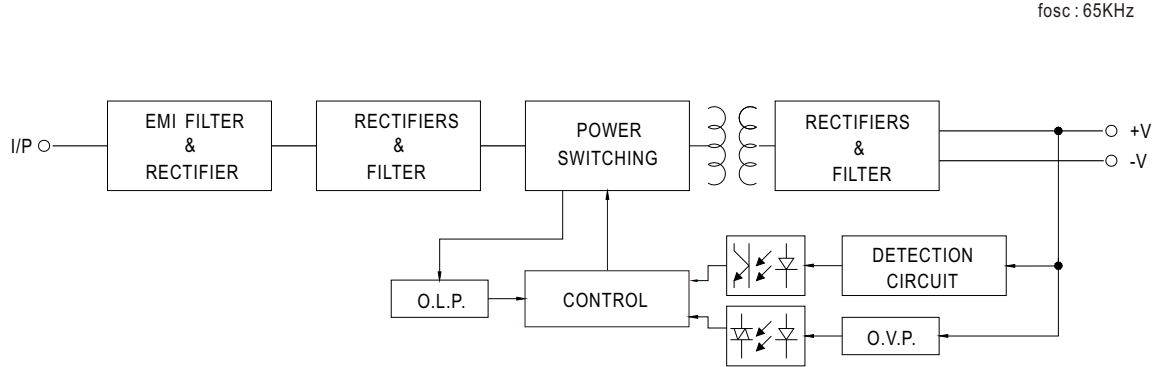 fosc : 65KHz
I/P
EMI FILTER
&
RECTIFIER
RECTIFIERS
&
FILTER
POWER
SWITCHING
RECTIFIERS
&
FILTER
+V
-V
O.L.P.
CONTROL
DETECTION
CIRCUIT
O.V.P.